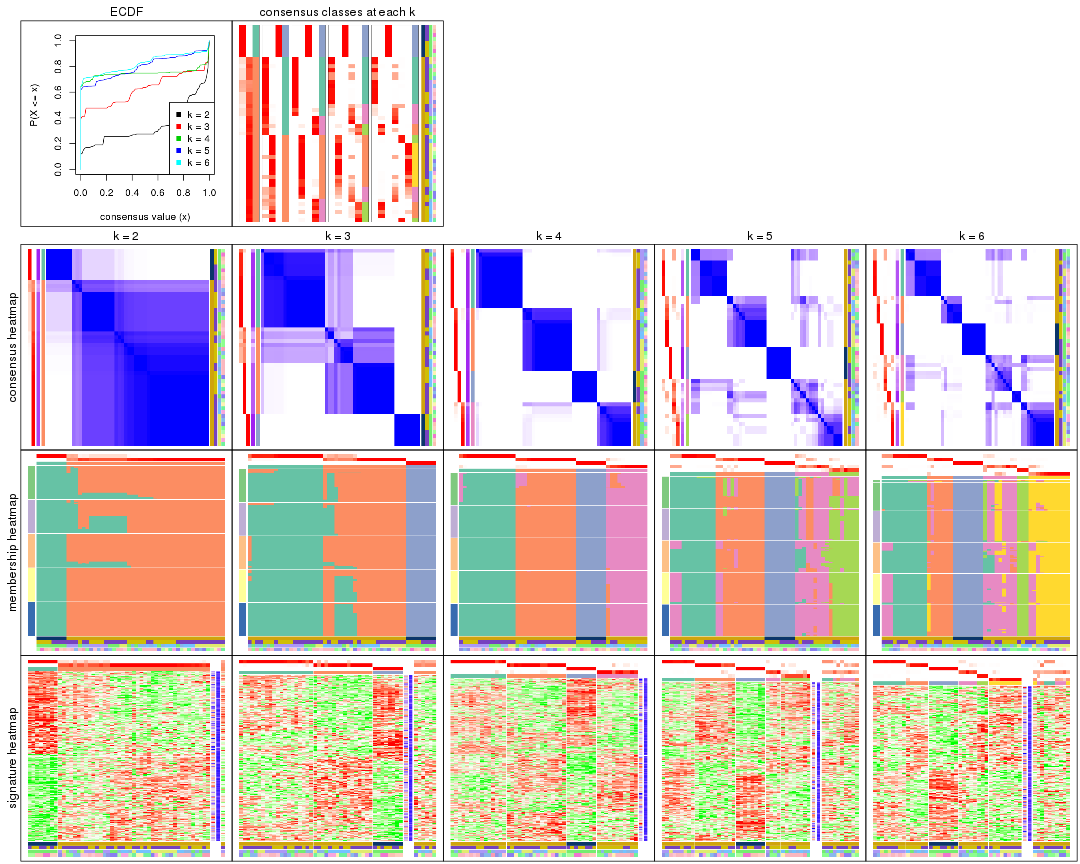 ECDF
consensus classes at each k
P(X <= x)
0.0 0.2 0.4 0.6 0.8 1.0
k = 2
k = 3
k = 4
k = 5
k = 6
0.0 0.2 0.4 0.6 0.8 1.0
consensus value (x)
k = 2 k = 3 k = 4 k = 5 k = 6
consensus heatmap
membership heatmap
signature heatmap